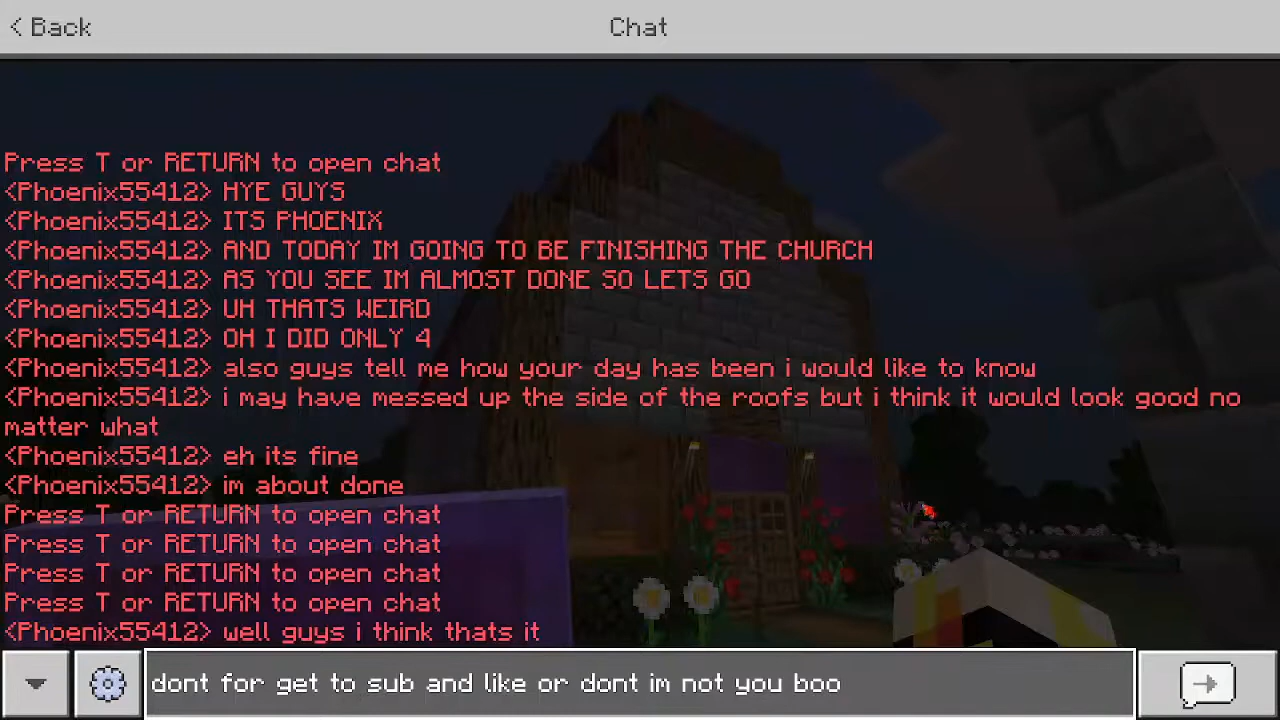 < Back
Chat
Press T or RETURN to open chat
<Phoenix55412> HYE GUYS
<Phoenix55412> ITS PHOENIX
<Phoenix55412> AND TODAY IM GOING TO BE FINISHING THE CHURCH
<Phoenix55412> AS YOU SEE IM ALMOST DONE SO LETS GO
<Phoenix55412> UH THATS WEIRD
<Phoenix55412> OH I DID ONLY 4
<Phoenix55412> also guys tell me how your day has been i would like to know
<Phoenix55412> i may have messed up the side of the roofs but i think it would look good no
matter what
<Phoenix55412> eh its fine
<Phoenix55412> im about done
Press T or RETURN to open chat
Press T or RETURN to open chat
Press T or RETURN to open chat
Press T or RETURN to open chat
<Phoenix55412> well guys i think thats it
dont for get to sub and like or dont im not you boo